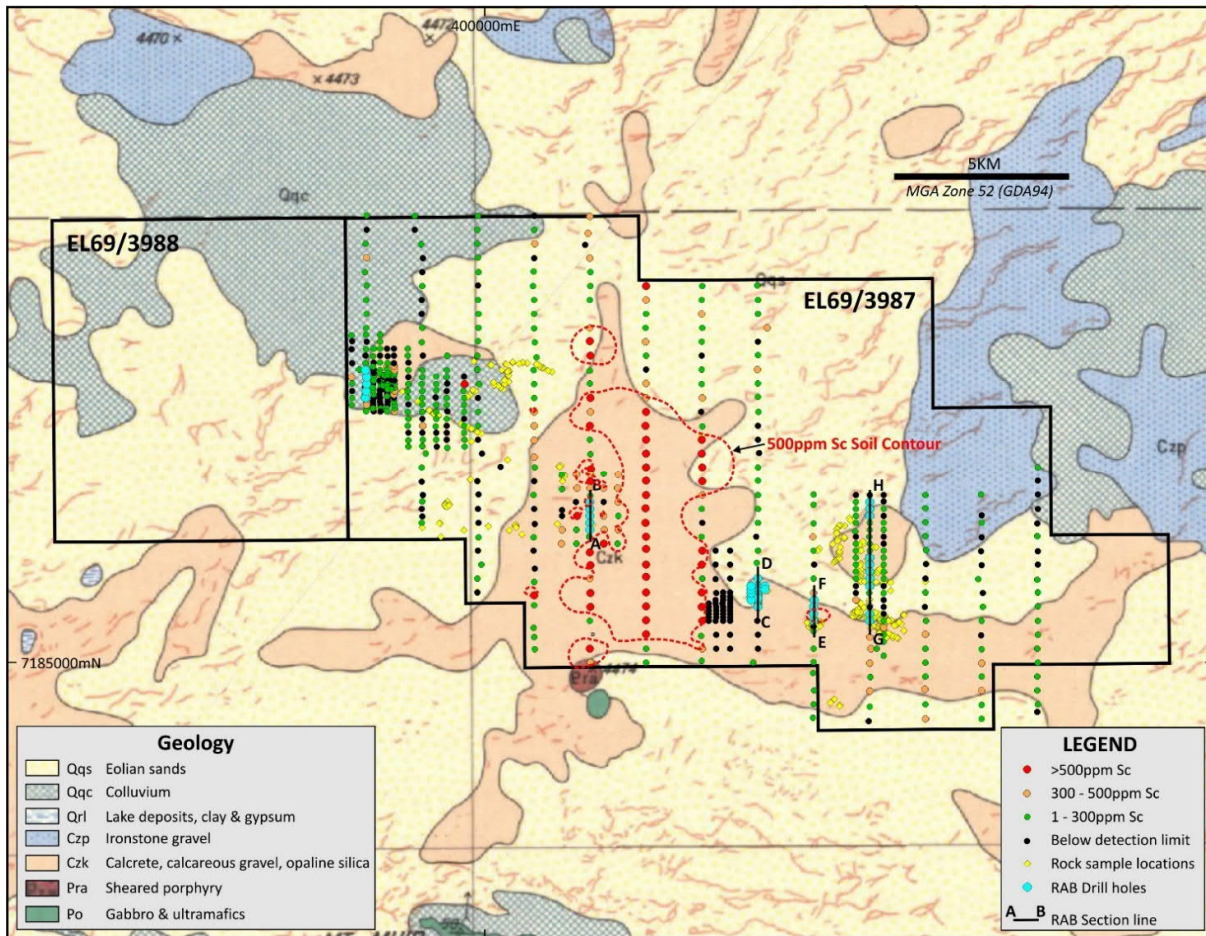 4472
400000mE
4470
4473
5KM
MGA Zone 52 (GDA94)
Qqc
EL69/3988
Qqs
EL69/3987
500ppm Sc Soil Contour
Czp
H
B
A
Czk
D
F
C
E
G
7185000mN
4474
Pra
Geology
Qqs Eolian sands
Qqc Colluvium
Qrl Lake deposits, clay & gypsum
Czp Ironstone gravel
Czk Calcrete, calcareous gravel, opaline silica
Pra Sheared porphyry
Po Gabbro & ultramafics
LEGEND
>500ppm Sc
300 - 500ppm Sc
1 - 300ppm Sc
Below detection limit
Rock sample locations
RAB Drill holes
A B RAB Section line